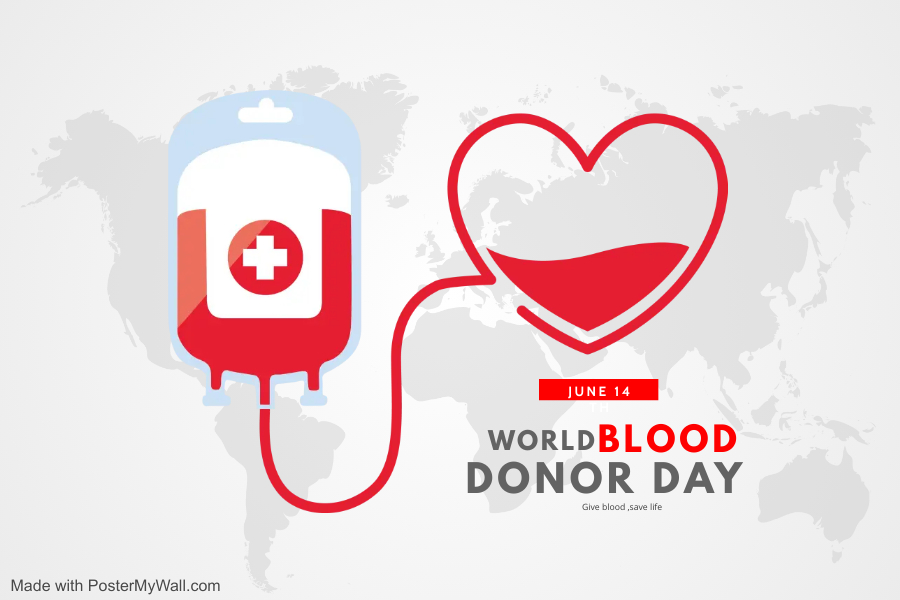 JUNE 14
WORLDBLOOD
DONOR DAY
Give blood ,save life
Made with PosterMyWall.com